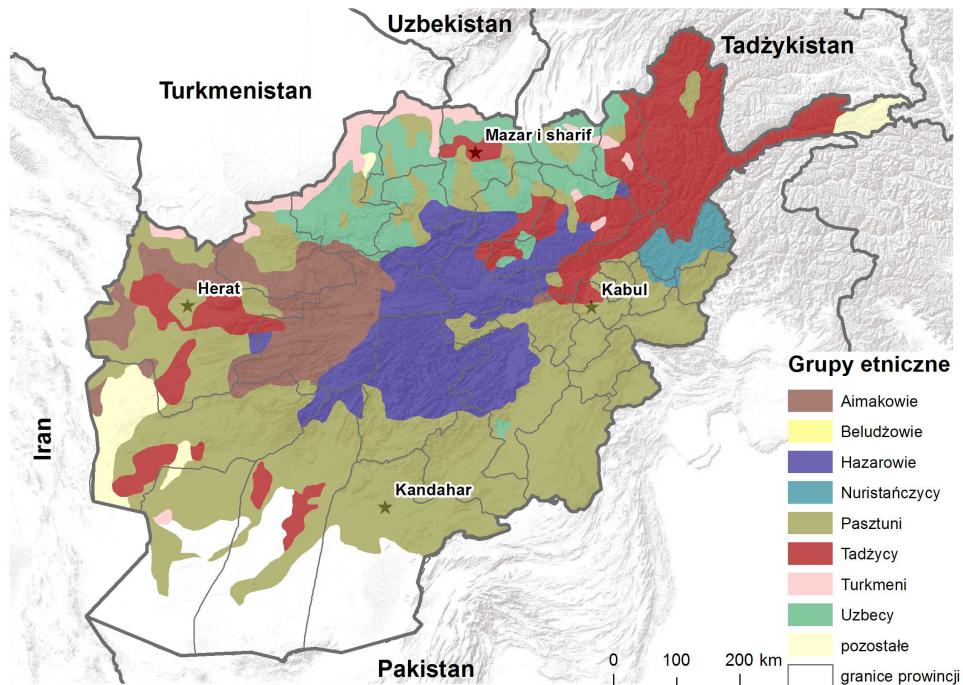 Uzbekistan
Tadżykistan
Turkmenistan
Mazar i sharif
Herat
Kabul
Grupy etniczne
Aimakowie
Beludżowie
Iran
Hazarowie
Nuristańczycy
Kandahar
Pasztuni
Tadżycy
Turkmeni
Uzbecy
pozostałe
0 100 200 km
Pakistan
granice prowincji